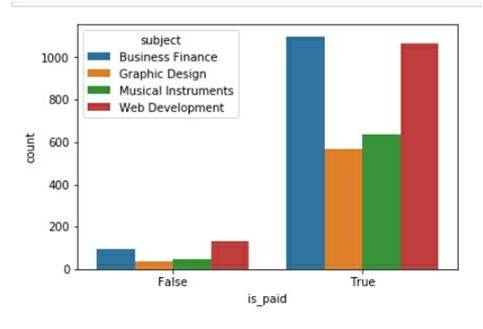 subject
Business Finance
Graphic Design
Musical Instruments
Web Development
1000
800
600
400
200
0
count
False True
is_paid